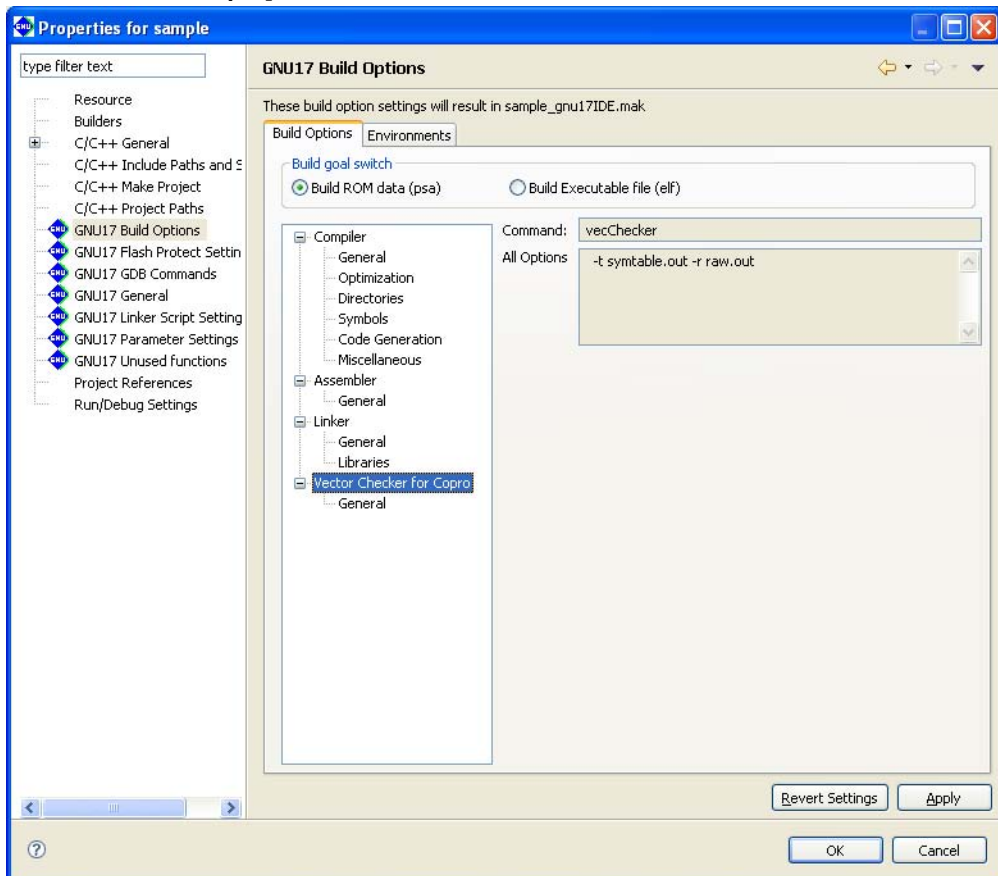 Properties for sample
type filter text
Resource
Builders
C/C++ General
C/C++ Include Paths and S
C/C++ Make Project
C/C++ Project Paths
GNU17 Build Options
GNU17 Flash Protect Settin
GNU17 GDB Commands
GNU17 General
GNU17 Linker Script Setting
GNU17 Parameter Settings
GNU17 Unused functions
Project References
Run/Debug Settings
GNU17 Build Options
These build option settings will result in sample_gnu17IDE.mak
Build Options Environments
Build goal switch
Build ROM data (psa) Build Executable file (elf)
Compiler
General
Optimization
Directories
Symbols
Code Generation
Miscellaneous
Assembler
General
Linker
General
Libraries
Vector Checker for Copro
General
Command: vecChecker
All Options -t symtable.out -r raw.out
Revert Settings Apply
OK Cancel